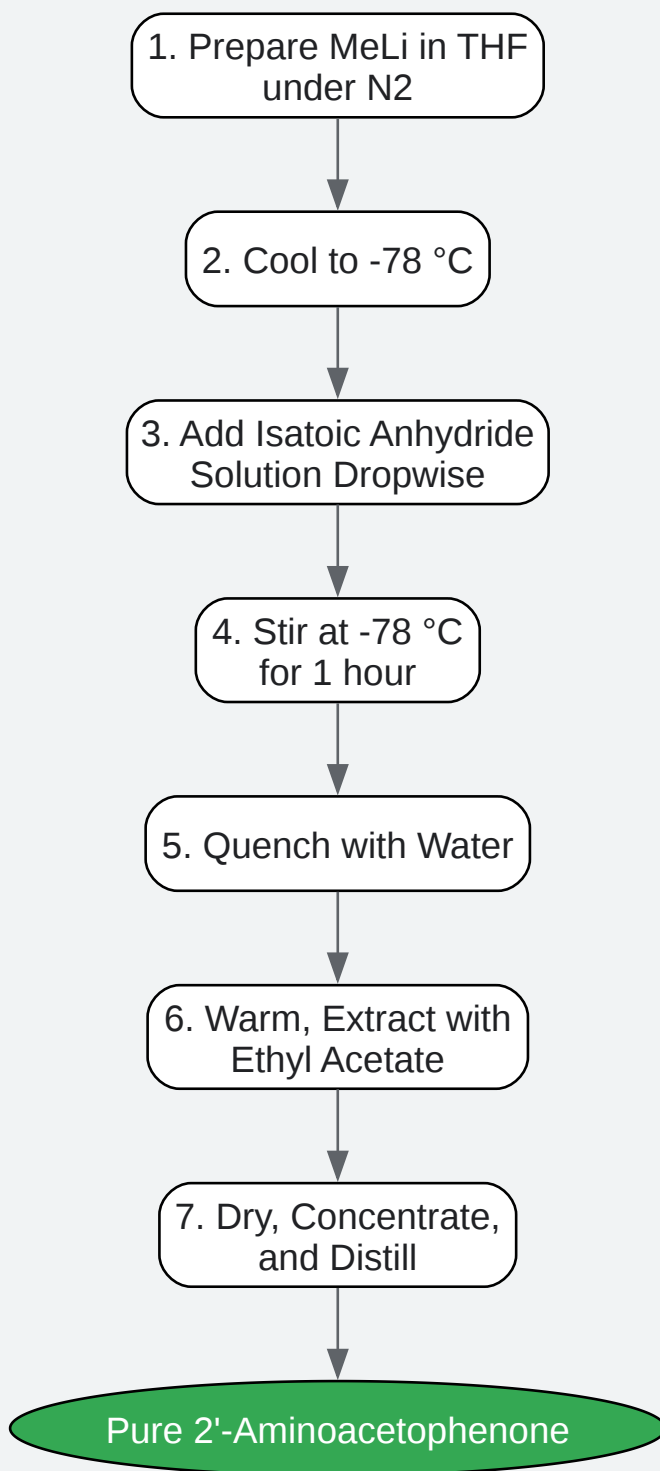 1. Prepare MeLi in THF
under N2
2. Cool to -78 °C
3. Add Isatoic Anhydride
Solution Dropwise
4. Stir at -78 °C
for 1 hour
5. Quench with Water
6. Warm, Extract with
Ethyl Acetate
7. Dry, Concentrate,
and Distill
Pure 2'-Aminoacetophenone